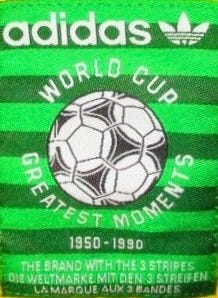 adidas
WORLD CUP
GREATEST MOMENTS
1950-1990
THE BRAND WITH THE 3 STRIPES
DIE WELTMARKE MIT DEN 3 STREIFEN
LA MARQUE AUX 3 BANDES